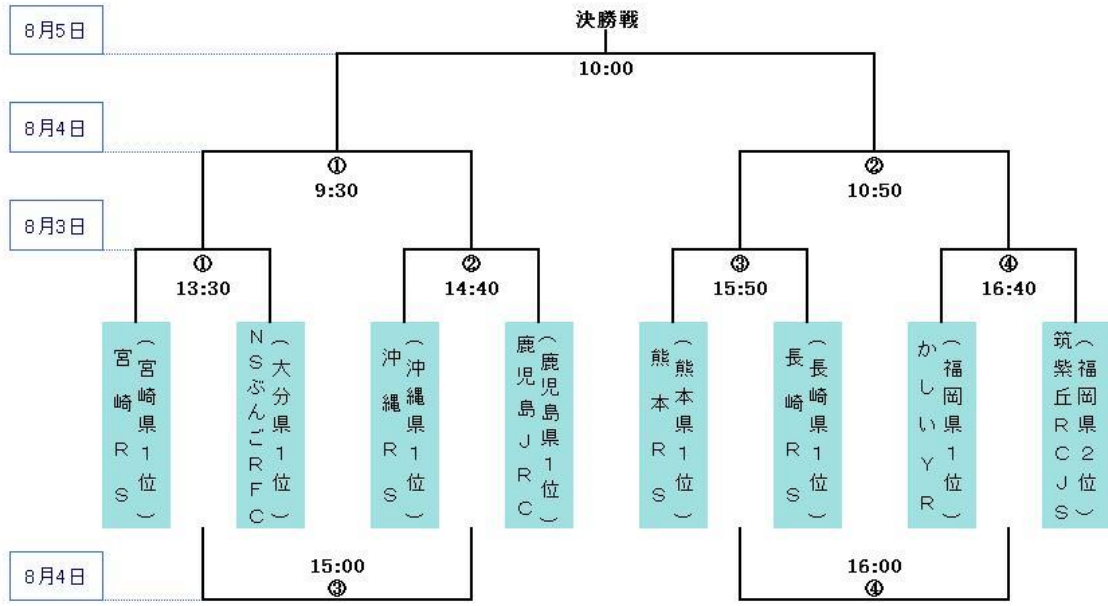 決勝戦
8月5日
10:00
8月4日
①
9:30
②
10:50
8月3日
①
13:30
②
14:40
③
15:50
④
16:40
宮崎RS
(宮崎県1位)
NSぶんごRFC
(大分県1位)
沖縄RS
(沖縄県1位)
鹿児島JRC
(鹿児島県1位)
熊本RS
(熊本県1位)
長崎RS
(長崎県1位)
かしいYR
(福岡県1位)
筑紫丘RCJS
(福岡県2位)
8月4日
15:00
③
16:00
④